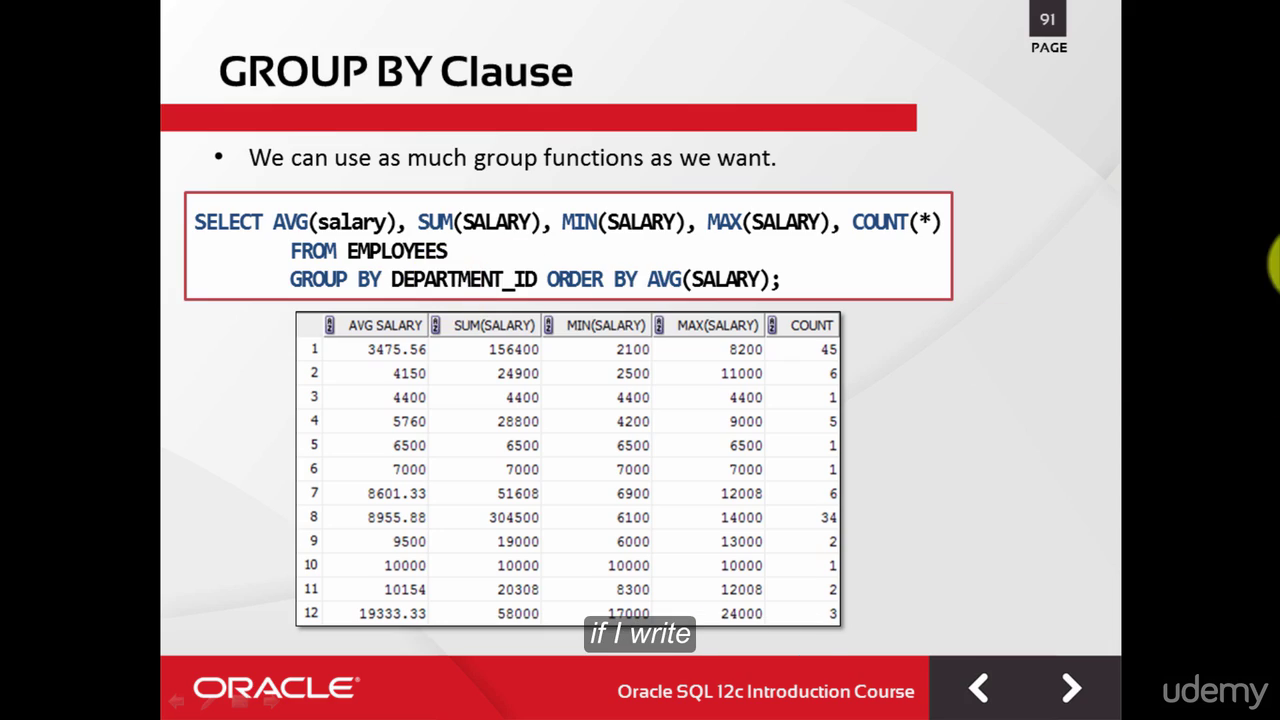 91
PAGE
GROUP BY Clause
• We can use as much group functions as we want.
SELECT AVG(salary), SUM(SALARY), MIN(SALARY), MAX(SALARY), COUNT(*)
FROM EMPLOYEES
GROUP BY DEPARTMENT_ID ORDER BY AVG(SALARY);
AVG SALARY SUM(SALARY) MIN(SALARY) MAX(SALARY) COUNT
1 3475.56 156400 2100 8200 45
2 4150 24900 2500 11000 6
3 4400 4400 4400 4400 1
4 5760 28800 4200 9000 5
5 6500 6500 6500 6500 1
6 7000 7000 7000 7000 1
7 8601.33 51608 6900 12008 6
8 8955.88 304500 6100 14000 34
9 9500 19000 6000 13000 2
10 10000 10000 10000 10000 1
11 10154 20308 8300 12008 2
12 19333.33 58000 17000 24000 3
if I write
ORACLE®
Oracle SQL 12c Introduction Course
udemy